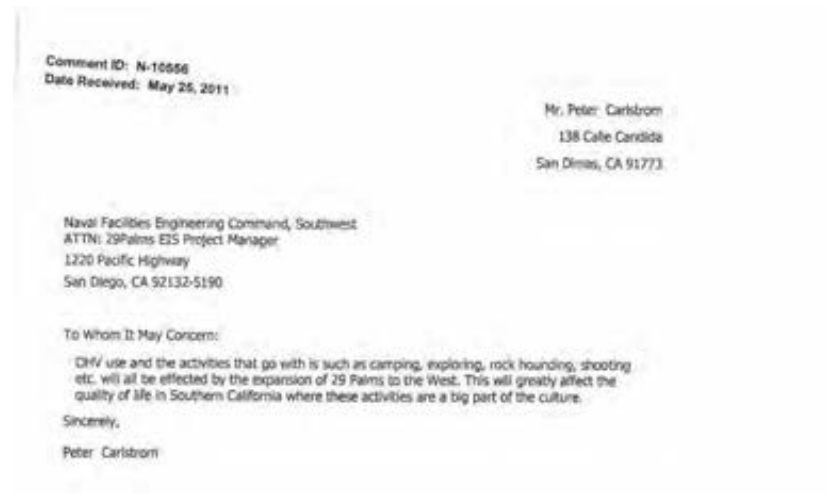 Comment ID: N-10556
Date Received: May 25, 2011
Mr. Peter Carlstrom
138 Calle Candida
San Dimas, CA 91773
Naval Facilities Engineering Command, Southwest
ATTN: 29Palms EIS Project Manager
1220 Pacific Highway
San Diego, CA 92132-5190
To Whom It May Concern:
OHV use and the activities that go with is such as camping, exploring, rock hounding, shooting
etc. will all be effected by the expansion of 29 Palms to the West. This will greatly affect the
quality of life in Southern California where these activities are a big part of the culture.
Sincerely,
Peter Carlstrom